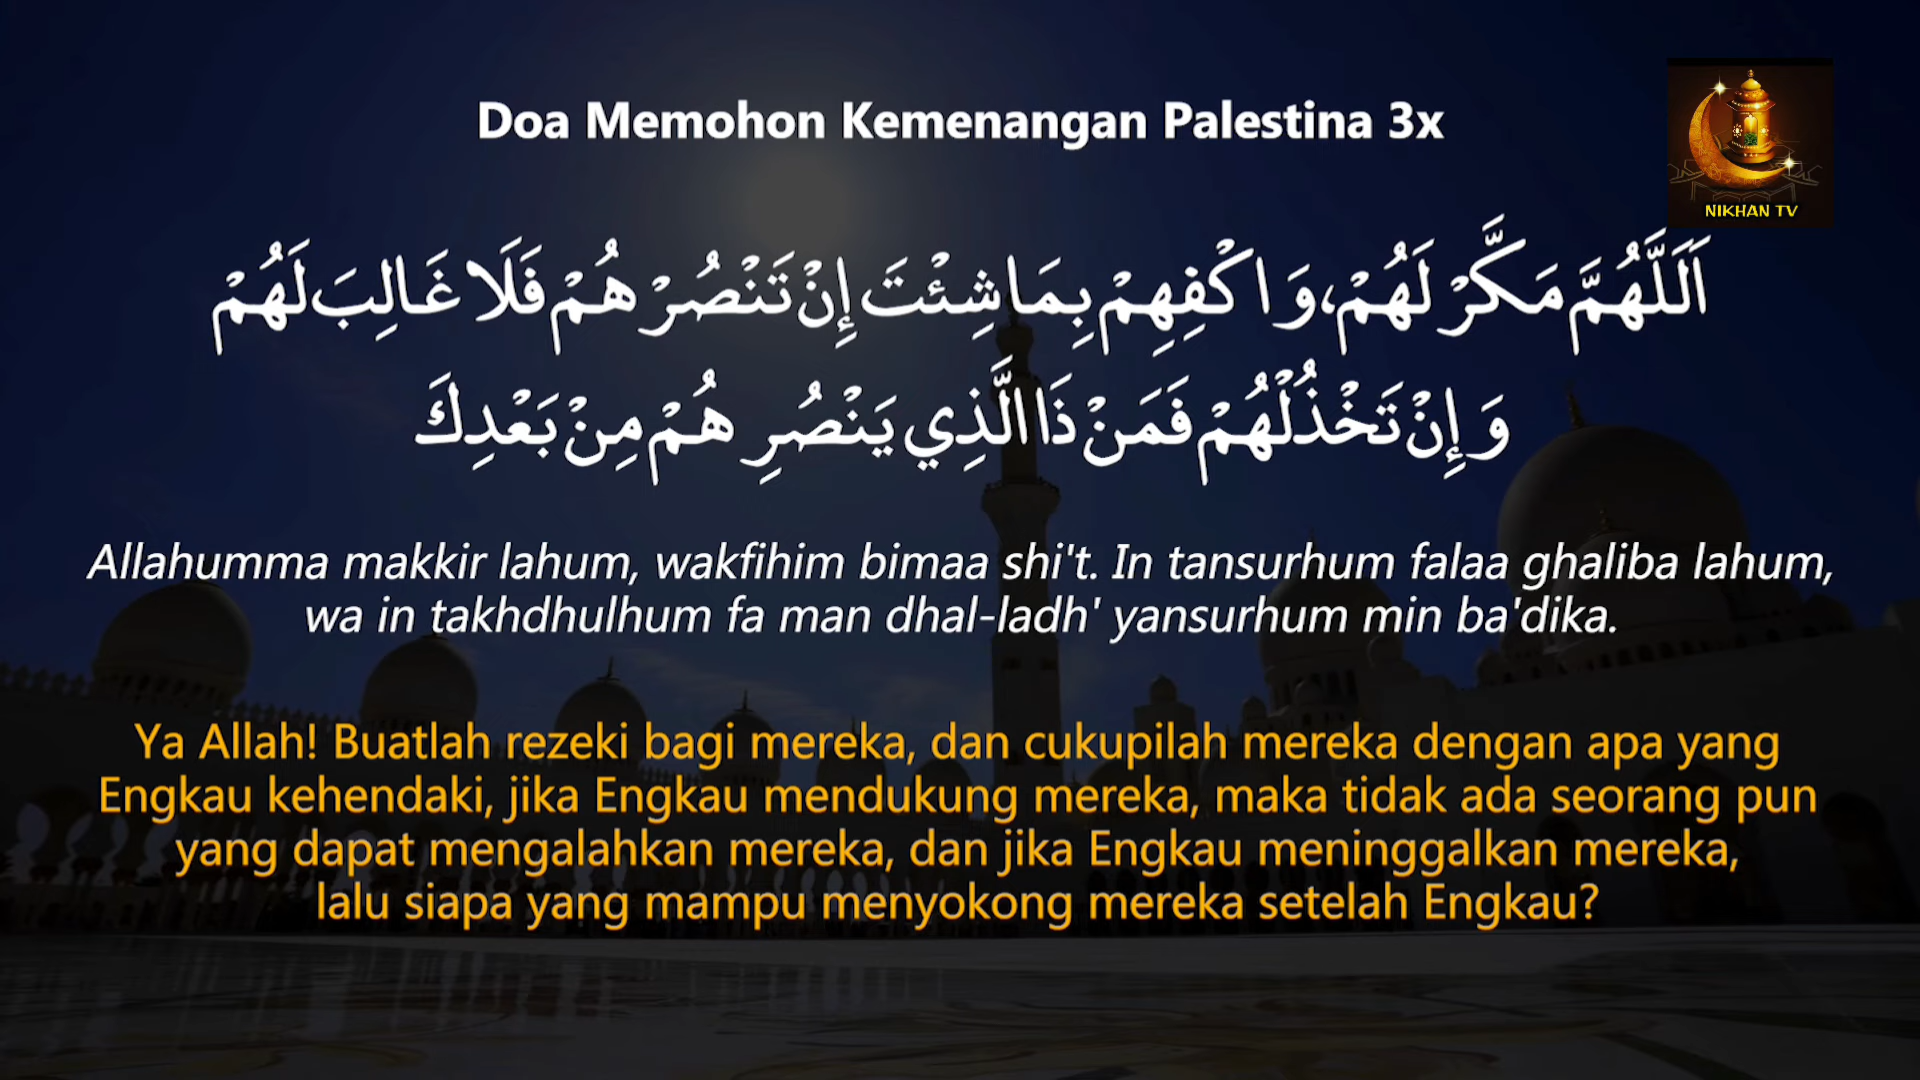 Doa Memohon Kemenangan Palestina 3x
NIKHAN TV
اَللَّهُمَّ مَكَّرْ لَهُمْ، وَاكْفِهِمْ بِمَا شِئْتَ إِنْ تَنْصُرْهُمْ فَلَا غَالِبَ لَهُمْ
وَإِنْ تَخْذُلْهُمْ فَمَنْ ذَا الَّذِي يَنْصُرِهُمْ مِنْ بَعْدِكَ
Allahumma makkir lahum, wakfihim bimaa shi't. In tansurhum falaa ghaliba lahum,
wa in takhdhulhum fa man dhal-ladh' yansurhum min ba'dika.
Ya Allah! Buatlah rezeki bagi mereka, dan cukupilah mereka dengan apa yang
Engkau kehendaki, jika Engkau mendukung mereka, maka tidak ada seorang pun
yang dapat mengalahkan mereka, dan jika Engkau meninggalkan mereka,
lalu siapa yang mampu menyokong mereka setelah Engkau?